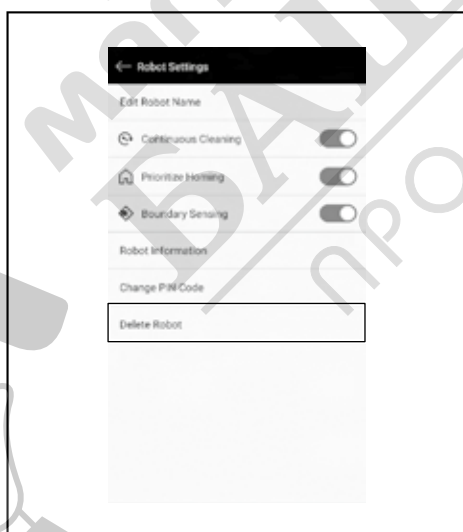 ← Robot Settings
Edit Robot Name
Continuous Cleaning
Prioritize Homing
Boundary Sensing
Robot Information
Change PIN Code
Delete Robot